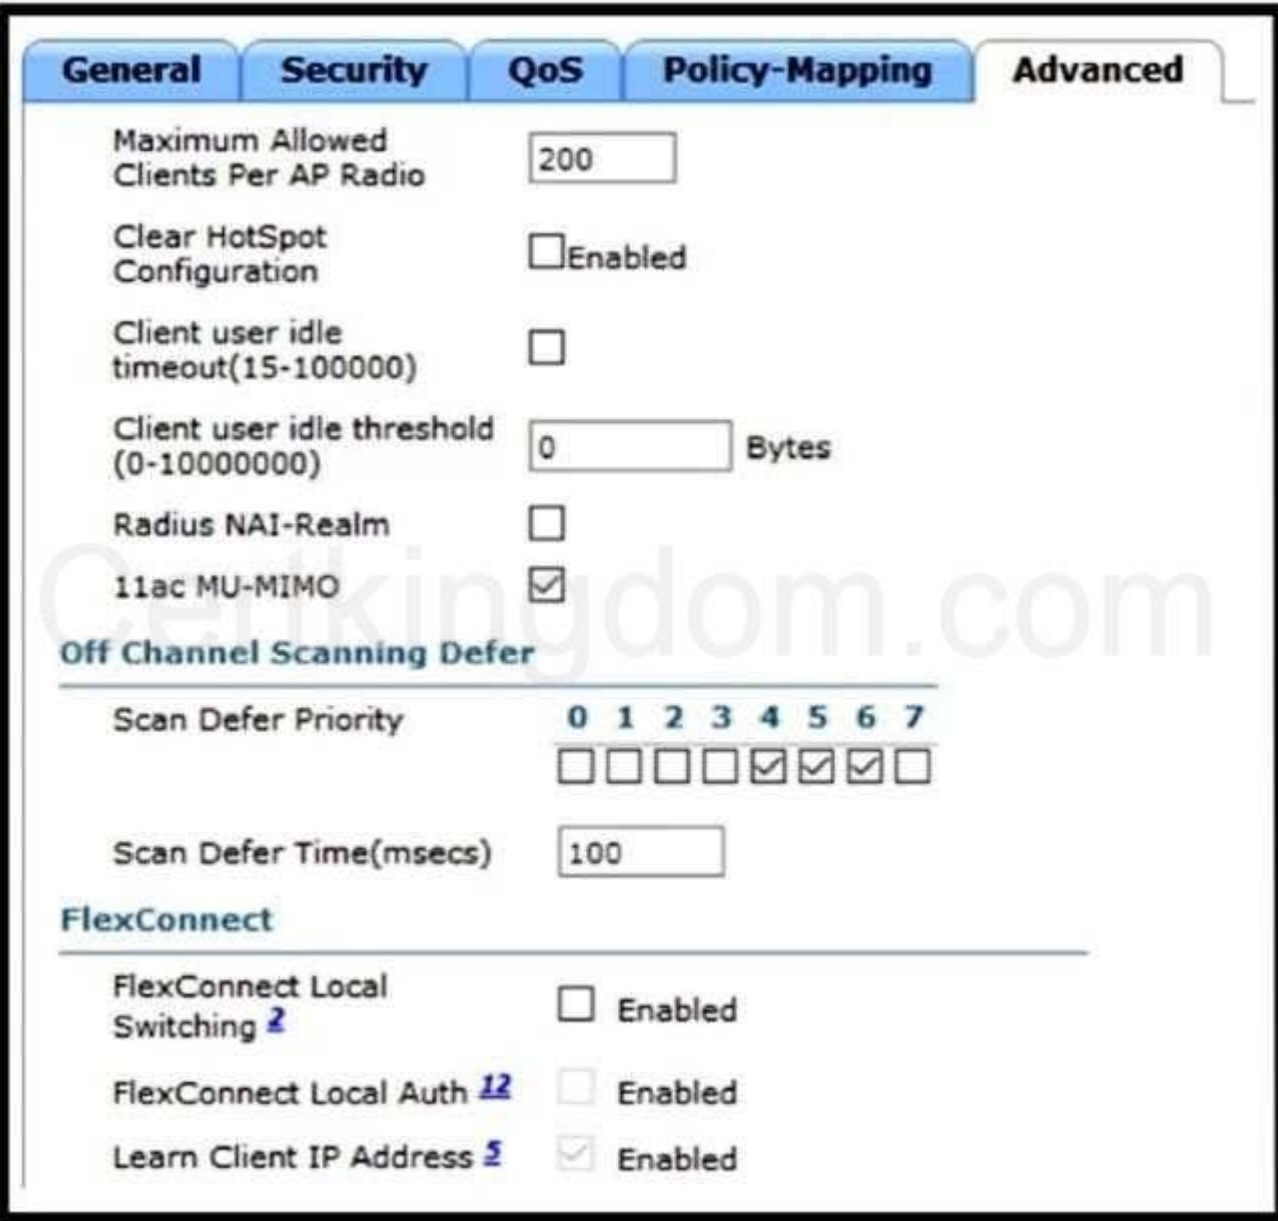 General Security QoS Policy-Mapping Advanced
Maximum Allowed
Clients Per AP Radio 200
Clear HotSpot
Configuration Enabled
Client user idle
timeout(15-100000)
Client user idle threshold
(0-10000000) 0 Bytes
Radius NAI-Realm
11ac MU-MIMO
Certkingdom.com
Off Channel Scanning Defer
Scan Defer Priority 0 1 2 3 4 5 6 7
Scan Defer Time(msecs) 100
FlexConnect
FlexConnect Local
Switching 2 Enabled
FlexConnect Local Auth 12 Enabled
Learn Client IP Address 5 Enabled